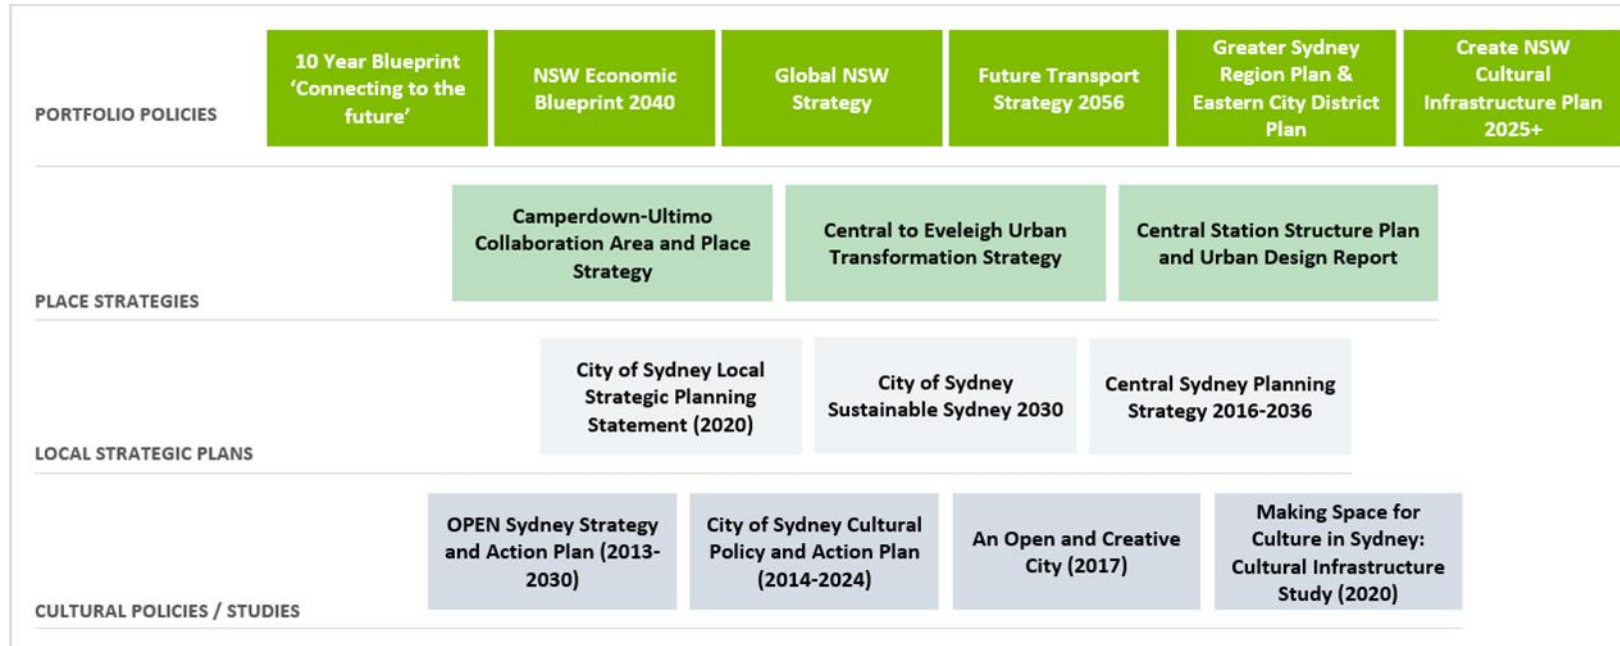 PORTFOLIO POLICIES
10 Year Blueprint
‘Connecting to the
future’
NSW Economic
Blueprint 2040
Global NSW
Strategy
Future Transport
Strategy 2056
Greater Sydney
Region Plan &
Eastern City District
Plan
Create NSW
Cultural
Infrastructure Plan
2025+
PLACE STRATEGIES
Camperdown-Ultimo
Collaboration Area and Place
Strategy
Central to Eveleigh Urban
Transformation Strategy
Central Station Structure Plan
and Urban Design Report
LOCAL STRATEGIC PLANS
City of Sydney Local
Strategic Planning
Statement (2020)
City of Sydney
Sustainable Sydney 2030
Central Sydney Planning
Strategy 2016-2036
CULTURAL POLICIES / STUDIES
OPEN Sydney Strategy
and Action Plan (2013-
2030)
City of Sydney Cultural
Policy and Action Plan
(2014-2024)
An Open and Creative
City (2017)
Making Space for
Culture in Sydney:
Cultural Infrastructure
Study (2020)